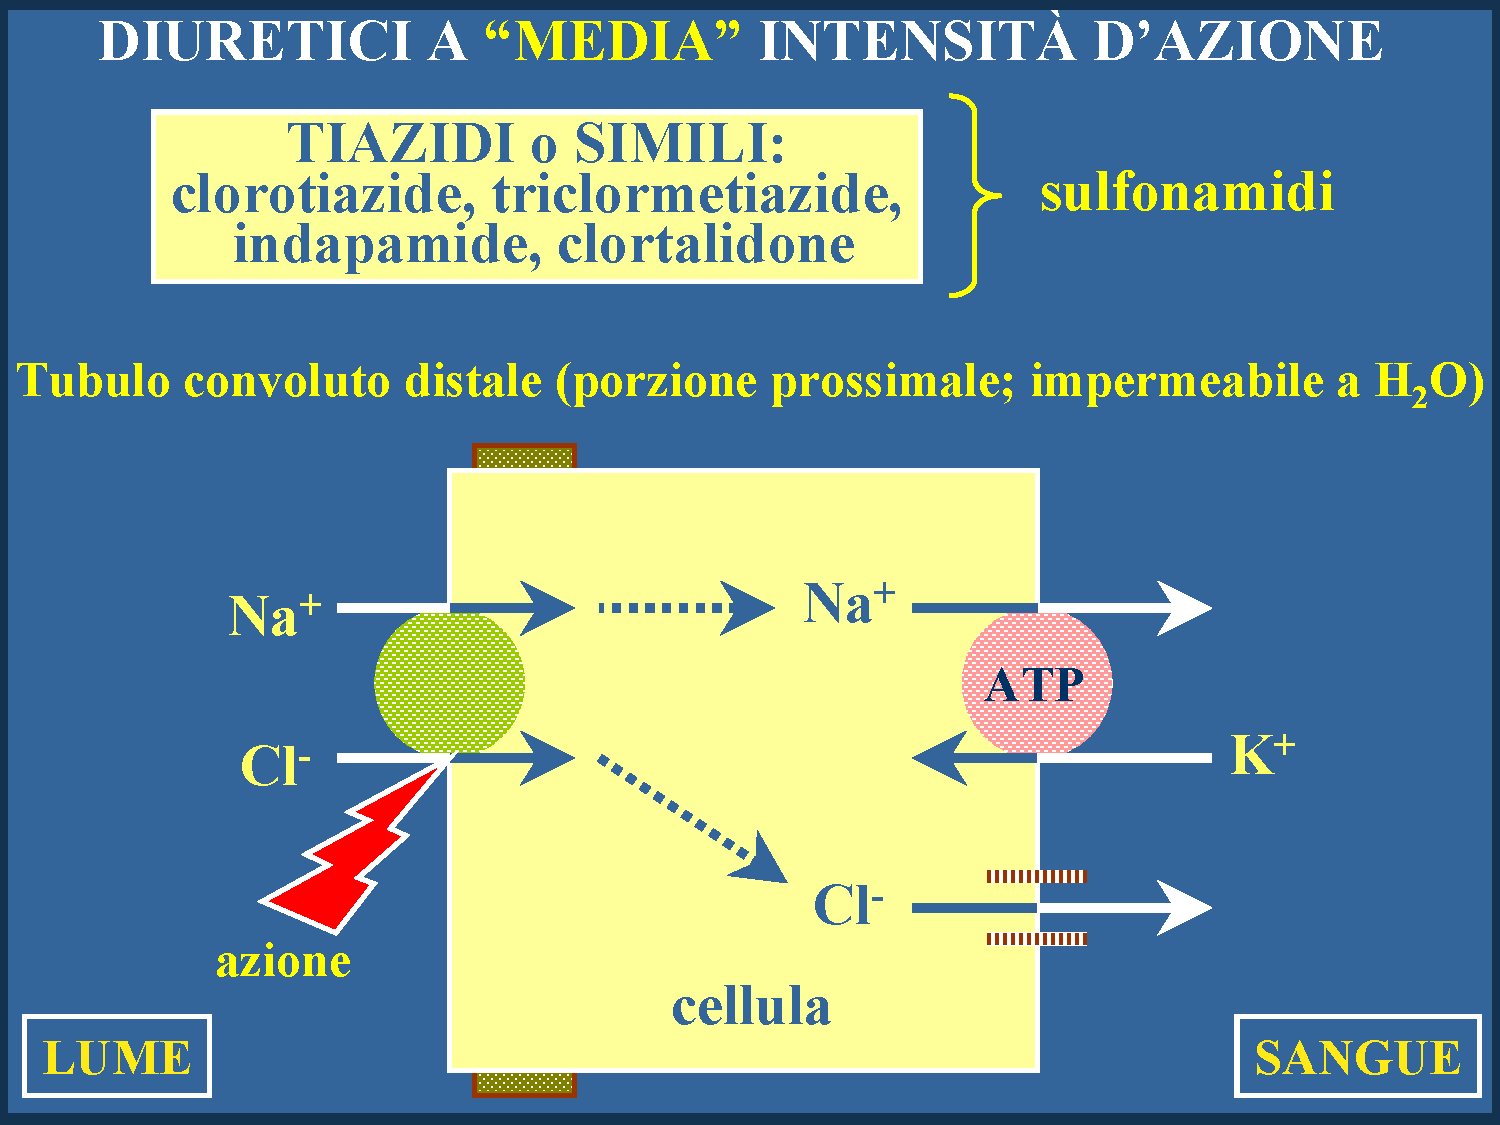 DIURETICI A “MEDIA” INTENSITÀ D’AZIONE
TIAZIDI o SIMILI:
clorotiazide, triclormetiazide,
indapamide, clortalidone
sulfonamidi
Tubulo convoluto distale (porzione prossimale; impermeabile a H₂O)
Na⁺
Na⁺
ATP
Cl⁻
K⁺
Cl⁻
azione
cellula
LUME
SANGUE